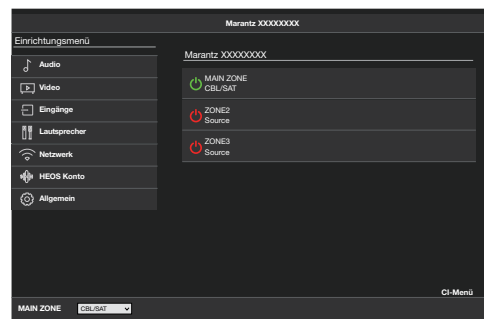 Marantz XXXXXXXX
Einrichtungsmenü
Audio
Video
Eingänge
Lautsprecher
Netzwerk
HEOS Konto
Allgemein
Marantz XXXXXXXX
MAIN ZONE
CBL/SAT
ZONE2
Source
ZONE3
Source
CI-Menü
MAIN ZONE CBL/SAT